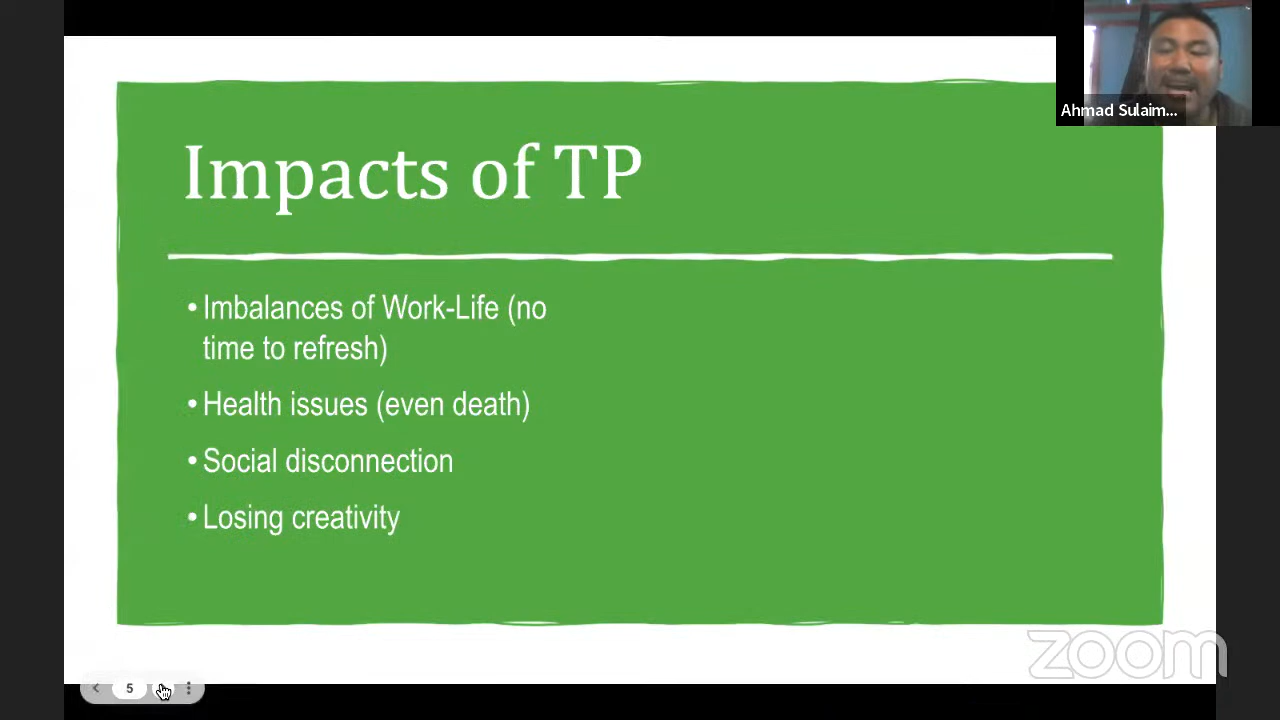 Ahmad Sulaim...
Impacts of TP
• Imbalances of Work-Life (no
time to refresh)
• Health issues (even death)
• Social disconnection
• Losing creativity
zoom
5